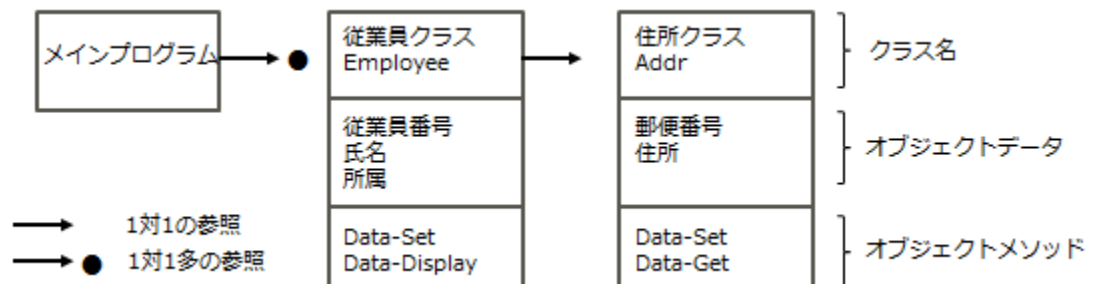 メインプログラム
従業員クラス
Employee
住所クラス
Addr
クラス名
従業員番号
氏名
所属
郵便番号
住所
オブジェクトデータ
1対1の参照
1対1多の参照
Data-Set
Data-Display
Data-Set
Data-Get
オブジェクトメソッド